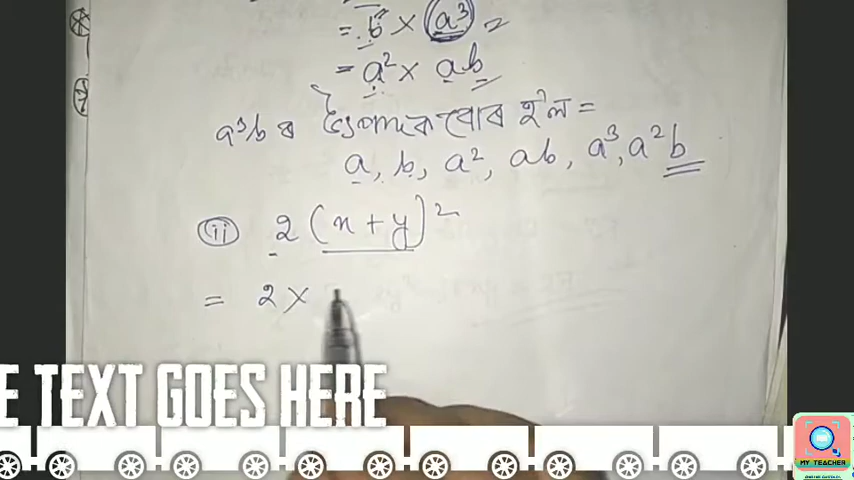 = b × a³
= a² × ab
a³b ৰ উৎপাদকবোৰ হ'ল =
a, b, a², ab, a³, a²b
(ii) 2(x+y)²
= 2×
E TEXT GOES HERE
MY TEACHER